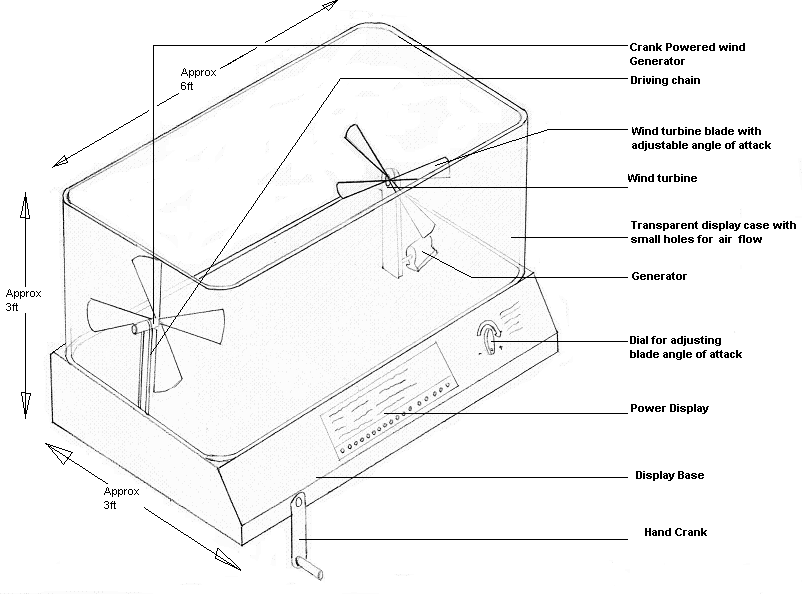 Crank Powered wind
Generator
Driving chain
Approx
6ft
Wind turbine blade with
adjustable angle of attack
Wind turbine
Transparent display case with
small holes for air flow
Generator
Approx
3ft
Dial for adjusting
blade angle of attack
- +
Power Display
Display Base
Approx
3ft
Hand Crank